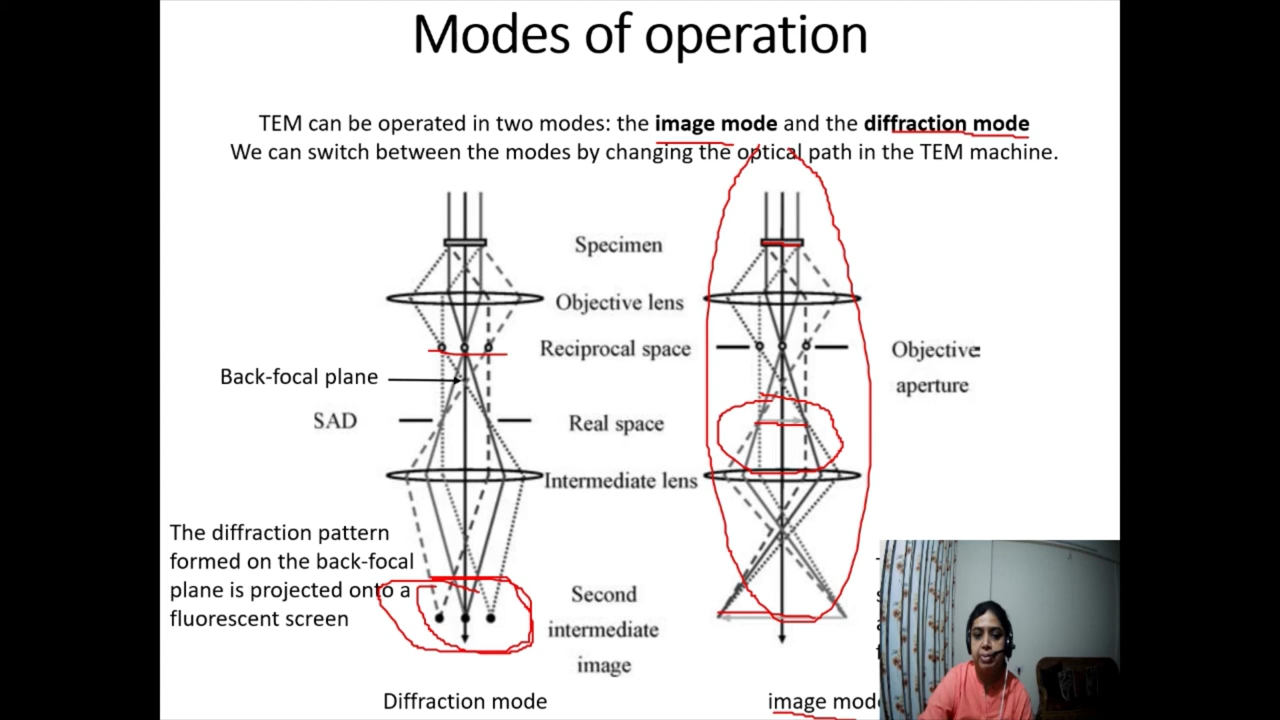 Modes of operation
TEM can be operated in two modes: the image mode and the diffraction mode
We can switch between the modes by changing the optical path in the TEM machine.
Specimen
Objective lens
Reciprocal space
Objective
aperture
Back-focal plane
SAD
Real space
Intermediate lens
The diffraction pattern
formed on the back-focal
plane is projected onto a
fluorescent screen
Second
intermediate
image
Diffraction mode
image mode